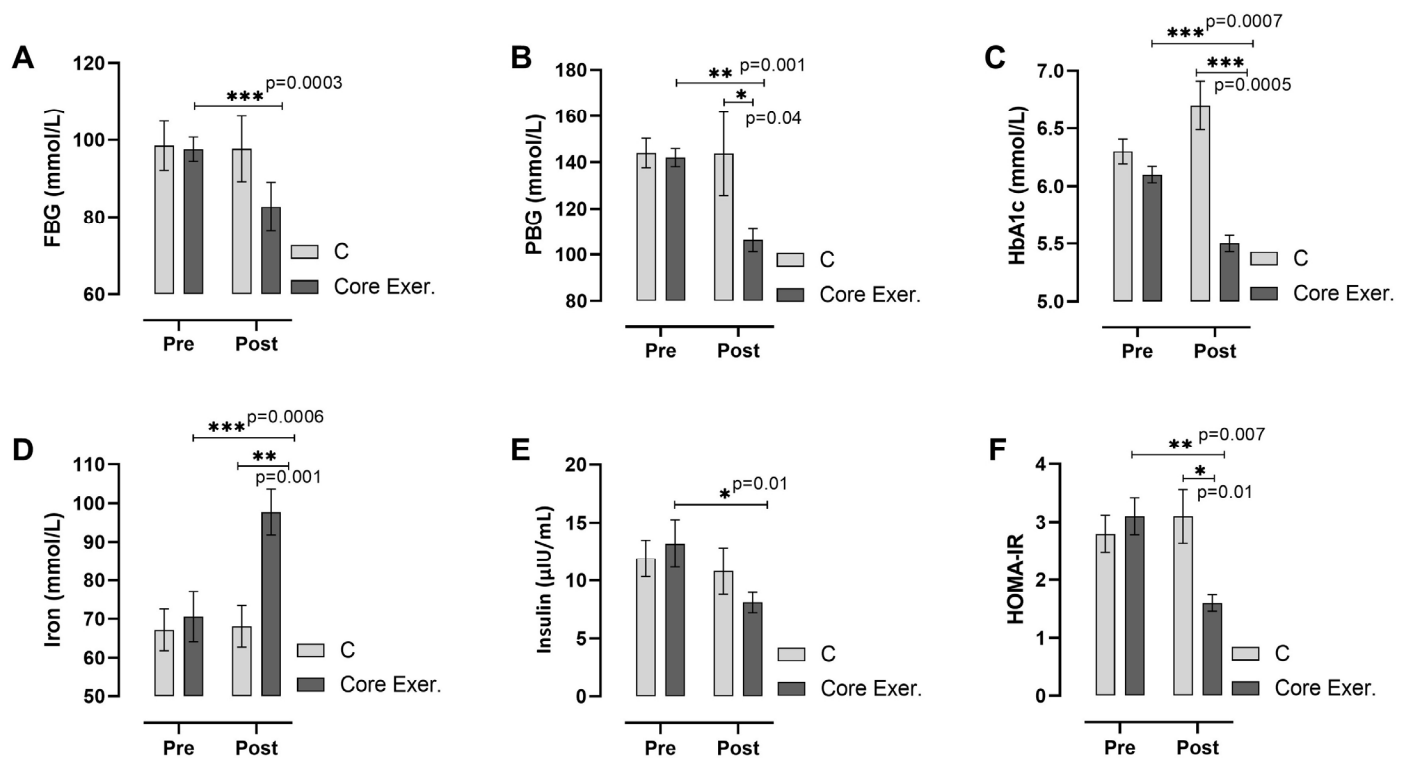 A
FBG (mmol/L)
120
100
80
60
***p=0.0003
C
Core Exer.
Pre Post
B
PBG (mmol/L)
180
160
140
120
100
80
**p=0.001
*
p=0.04
C
Core Exer.
Pre Post
C
HbA1c (mmol/L)
7.0
6.5
6.0
5.5
5.0
***p=0.0007
***
p=0.0005
C
Core Exer.
Pre Post
D
Iron (mmol/L)
110
100
90
80
70
60
50
***p=0.0006
**
p=0.001
C
Core Exer.
Pre Post
E
Insulin (μIU/mL)
20
15
10
5
0
*p=0.01
C
Core Exer.
Pre Post
F
HOMA-IR
4
3
2
1
0
**p=0.007
*
p=0.01
C
Core Exer.
Pre Post